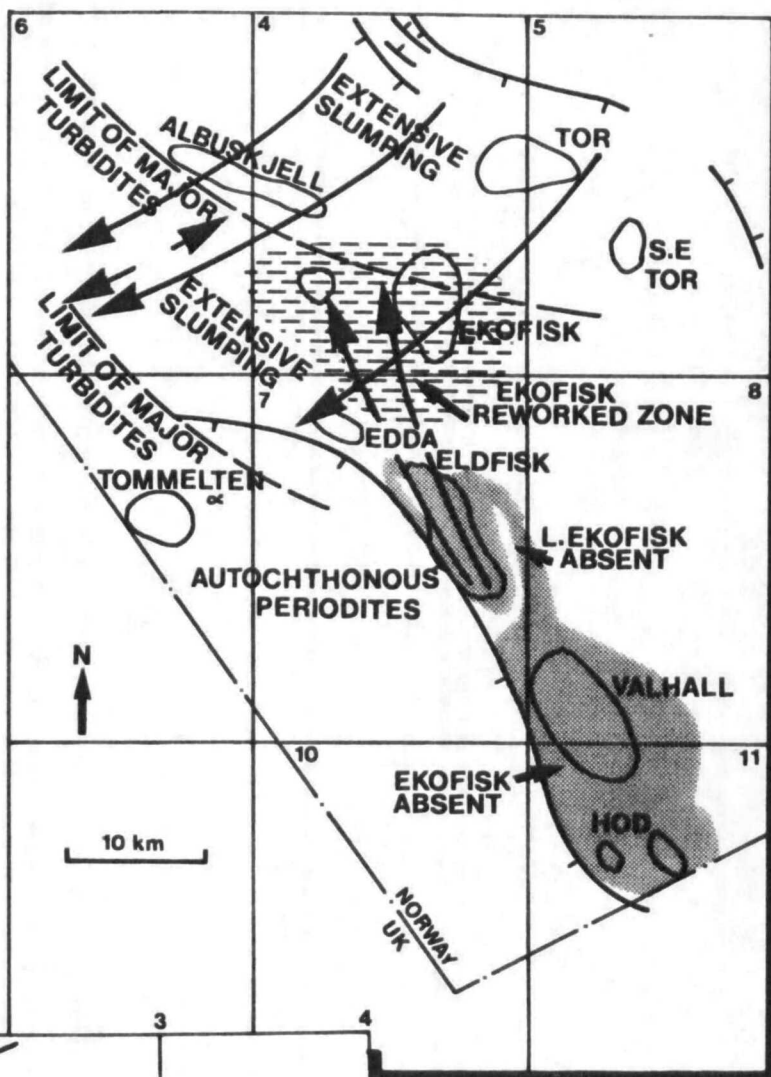 6
4
5
LIMIT OF MAJOR
TURBIDITES
ALBUSKJELL
EXTENSIVE
SLUMPING
TOR
S.E
TOR
LIMIT OF MAJOR
TURBIDITES
EXTENSIVE
SLUMPING
EKOFISK
7
8
EKOFISK
REWORKED ZONE
EDDA
ELDFISK
TOMMELTEN
α
L.EKOFISK
ABSENT
AUTOCHTHONOUS
PERIODITES
N
VALHALL
10
11
EKOFISK
ABSENT
HOD
10 km
NORWAY
UK
3
4